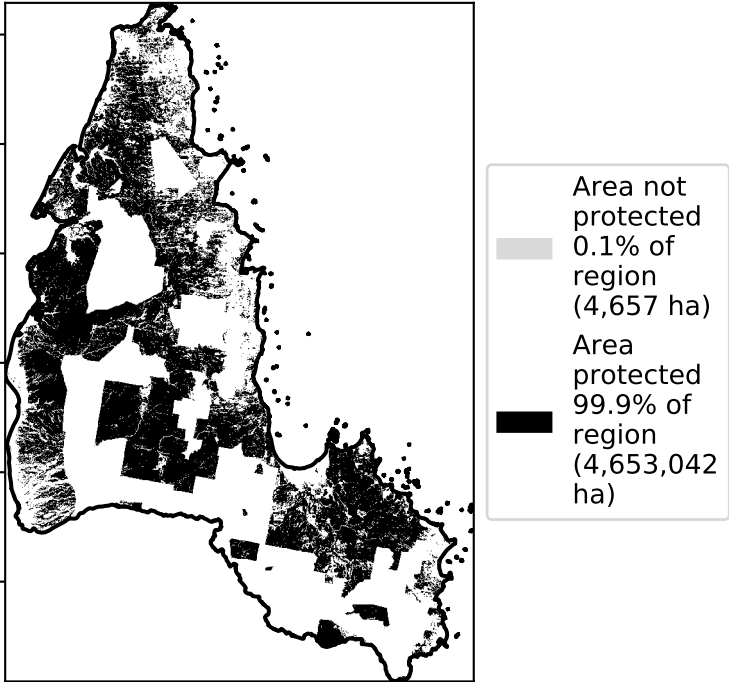 Area not
protected
0.1% of
region
(4,657 ha)
Area
protected
99.9% of
region
(4,653,042
ha)